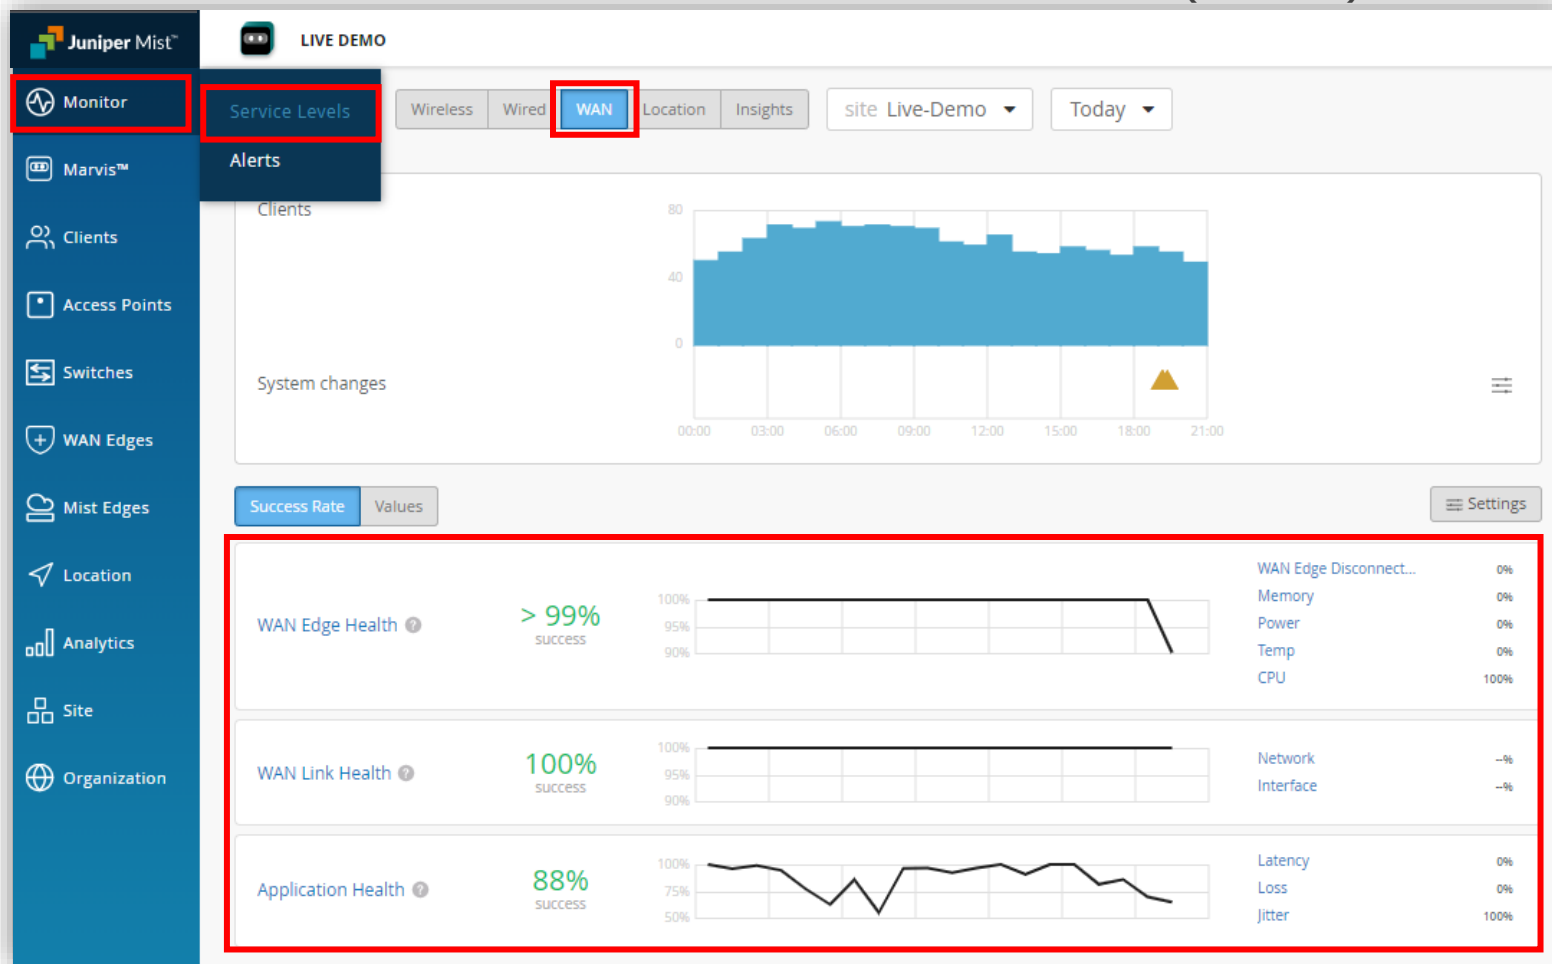 Juniper Mist™
LIVE DEMO
Monitor
Marvis™
Clients
Access Points
Switches
WAN Edges
Mist Edges
Location
Analytics
Site
Organization
Service Levels
Alerts
Wireless Wired WAN Location Insights site Live-Demo Today
Clients
80
40
0
System changes
00:00 03:00 06:00 09:00 12:00 15:00 18:00 21:00
Success Rate Values Settings
WAN Edge Health ?
> 99%
success
100%
95%
90%
WAN Edge Disconnect... 0%
Memory 0%
Power 0%
Temp 0%
CPU 100%
WAN Link Health ?
100%
success
100%
95%
90%
Network --%
Interface --%
Application Health ?
88%
success
100%
75%
50%
Latency 0%
Loss 0%
Jitter 100%